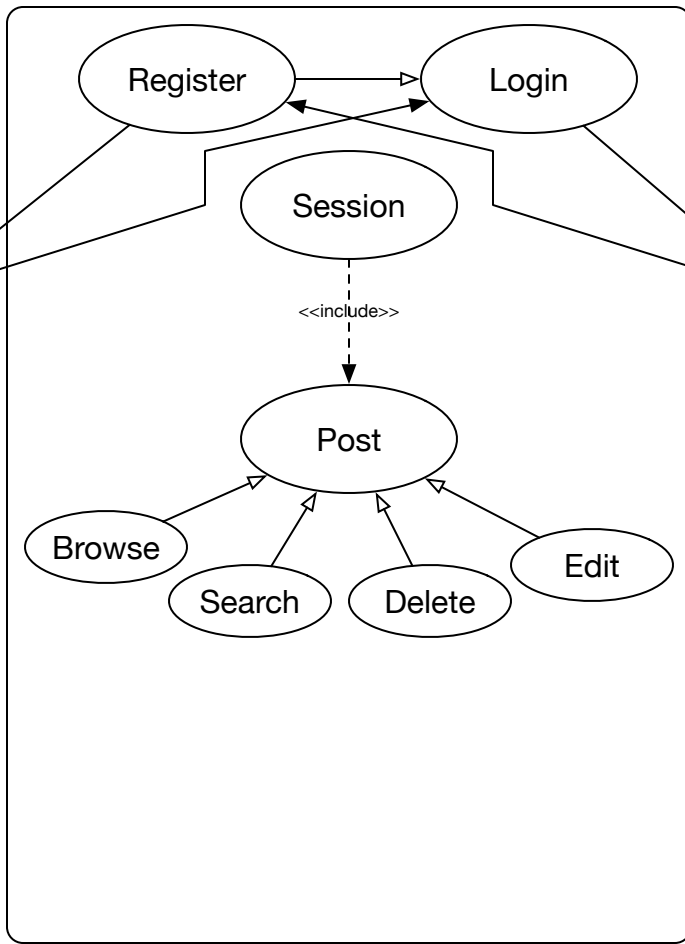 Register
Login
Session
<<include>>
Post
Browse
Search
Delete
Edit